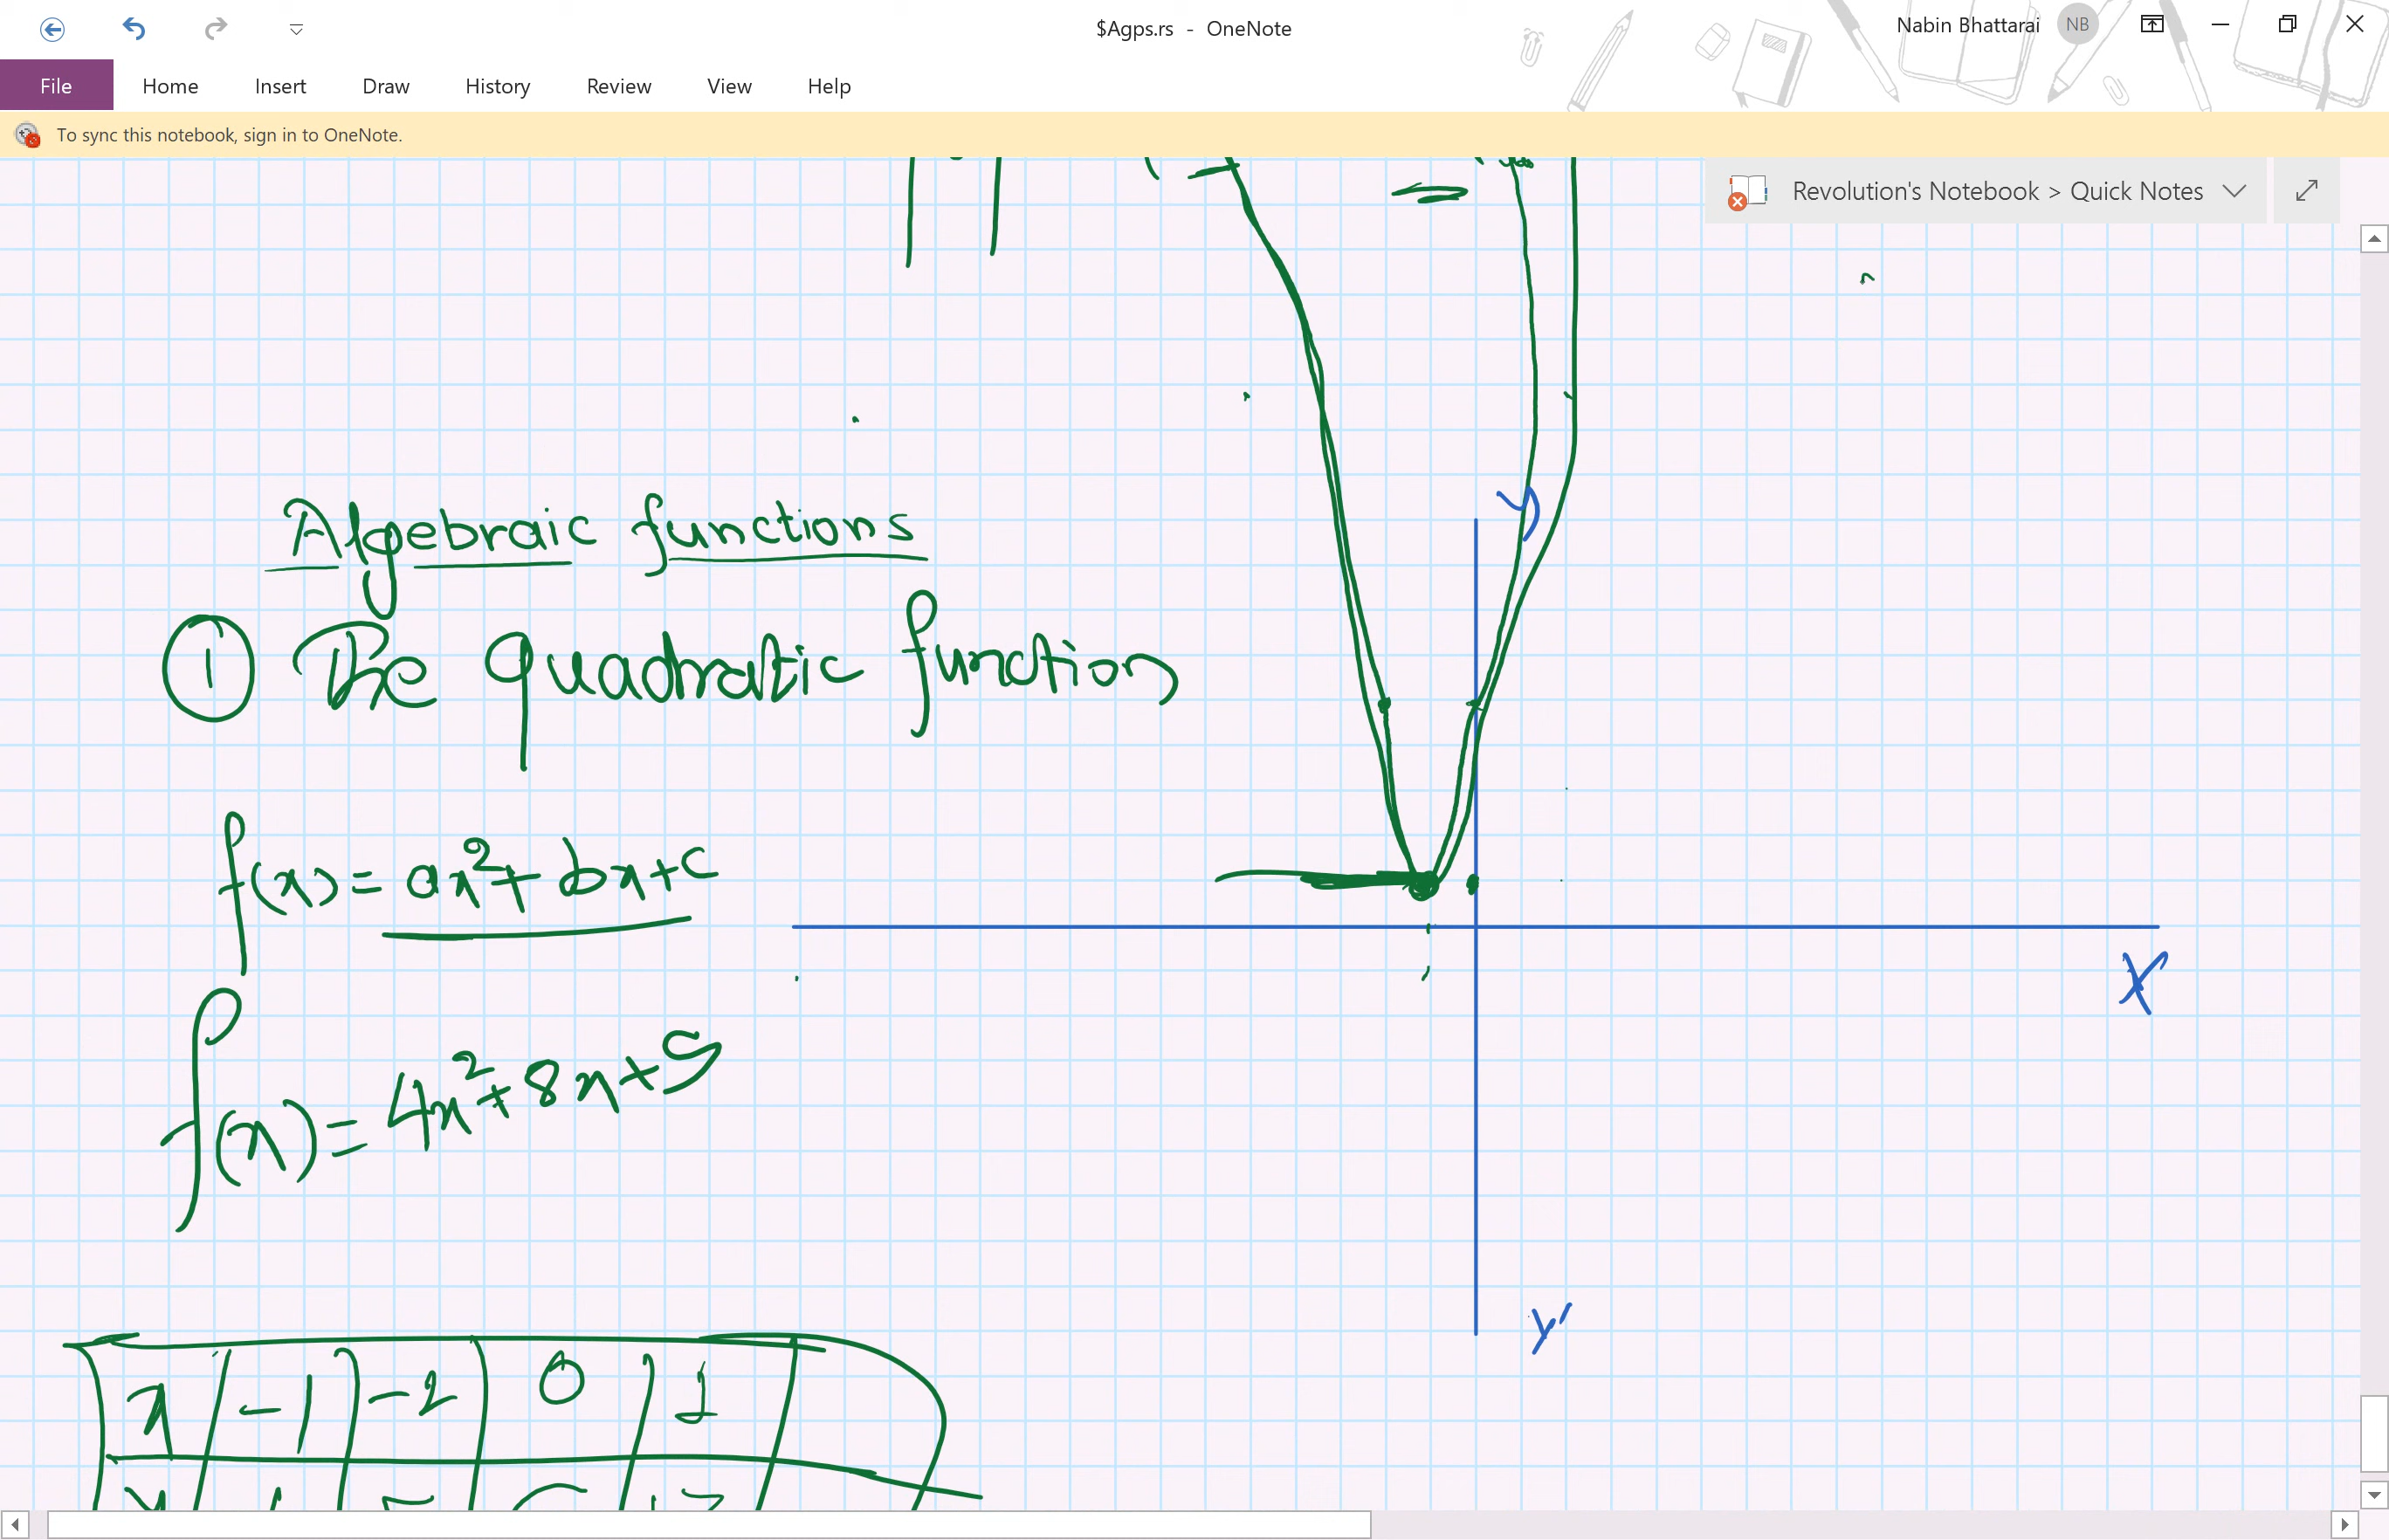 $Agps.rs - OneNote
Nabin Bhattarai NB
File Home Insert Draw History Review View Help
To sync this notebook, sign in to OneNote.
Revolution's Notebook > Quick Notes
Algebraic functions
y
① The quadratic function
f(x) = ax²+bx+c
X
f(x) = 4x²+8x+5
y'
x -1 -2 0 1